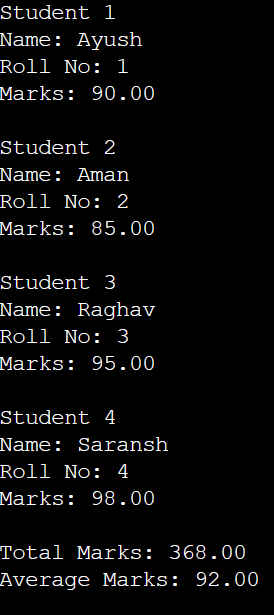 Student 1
Name: Ayush
Roll No: 1
Marks: 90.00
Student 2
Name: Aman
Roll No: 2
Marks: 85.00
Student 3
Name: Raghav
Roll No: 3
Marks: 95.00
Student 4
Name: Saransh
Roll No: 4
Marks: 98.00
Total Marks: 368.00
Average Marks: 92.00